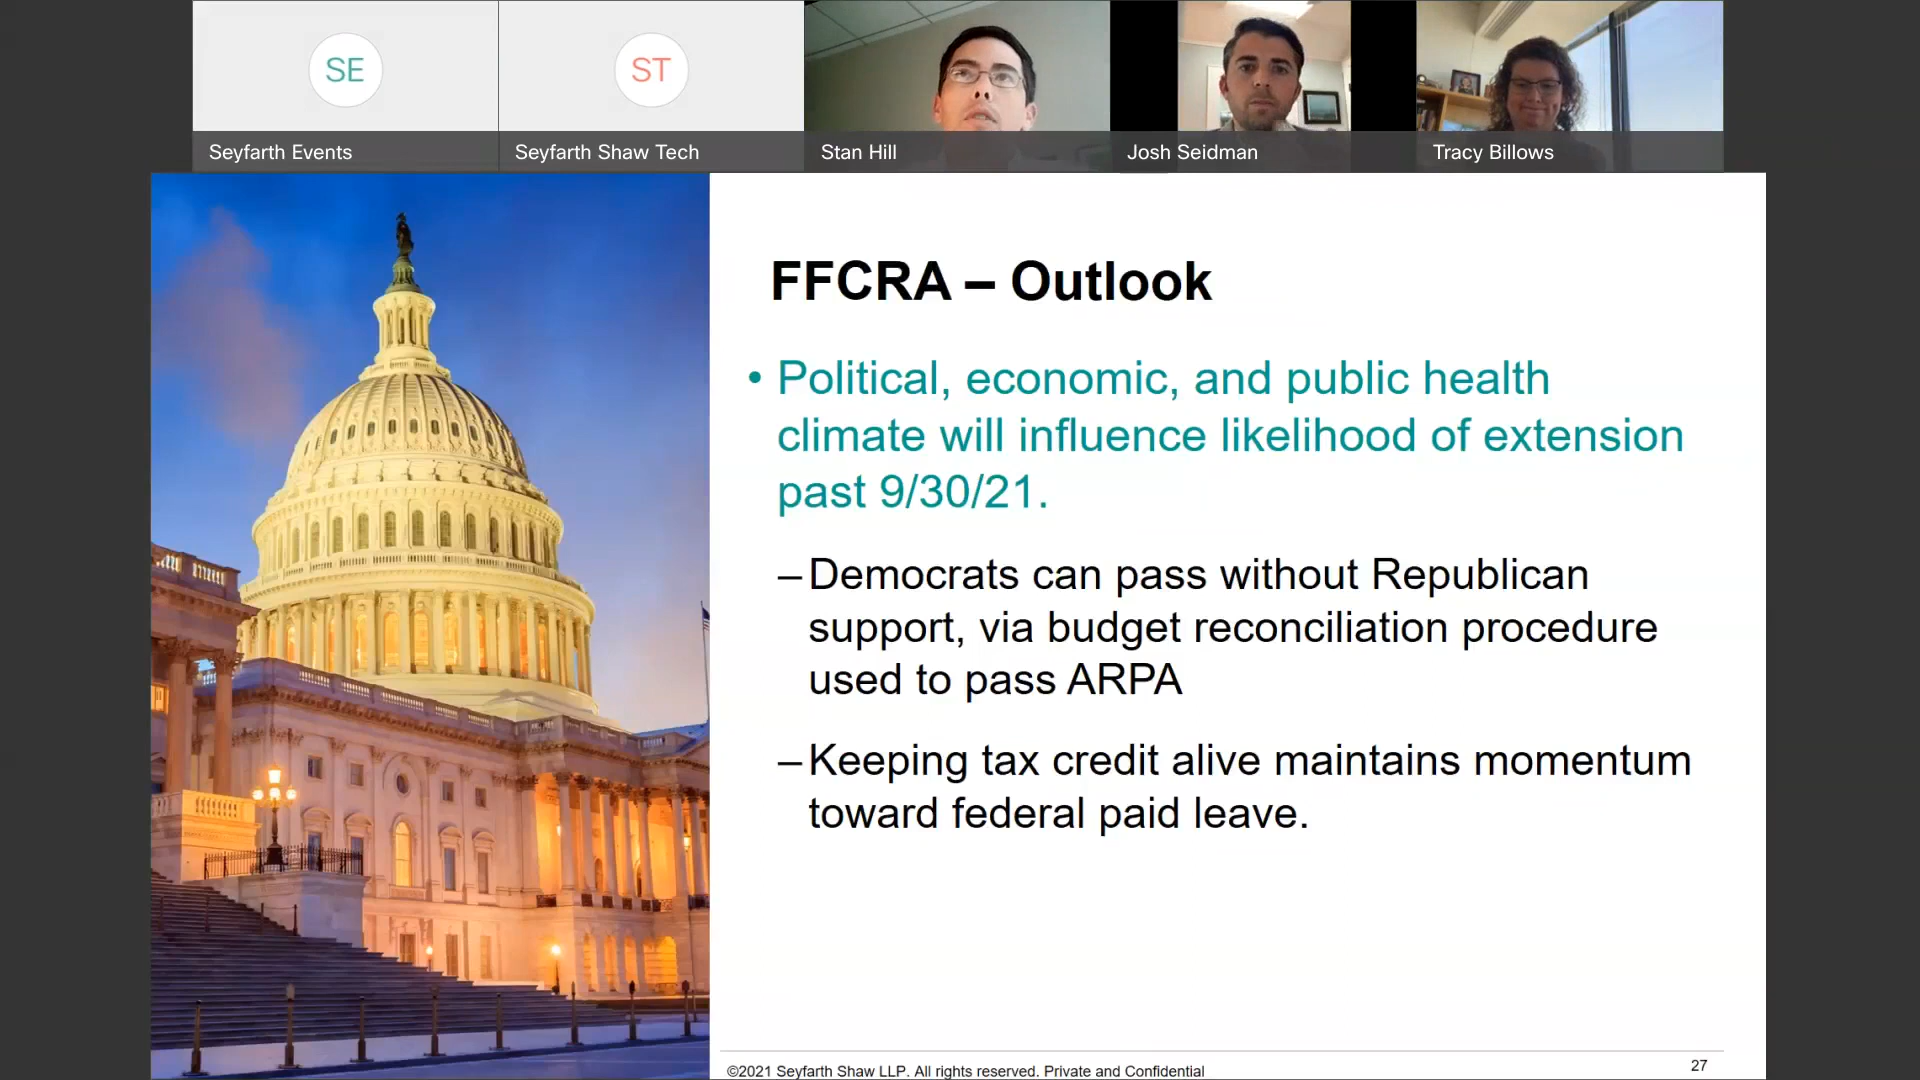 SE
ST
Seyfarth Events
Seyfarth Shaw Tech
Stan Hill
Josh Seidman
Tracy Billows
FFCRA – Outlook
• Political, economic, and public health
climate will influence likelihood of extension
past 9/30/21.
– Democrats can pass without Republican
support, via budget reconciliation procedure
used to pass ARPA
– Keeping tax credit alive maintains momentum
toward federal paid leave.
©2021 Seyfarth Shaw LLP. All rights reserved. Private and Confidential
27